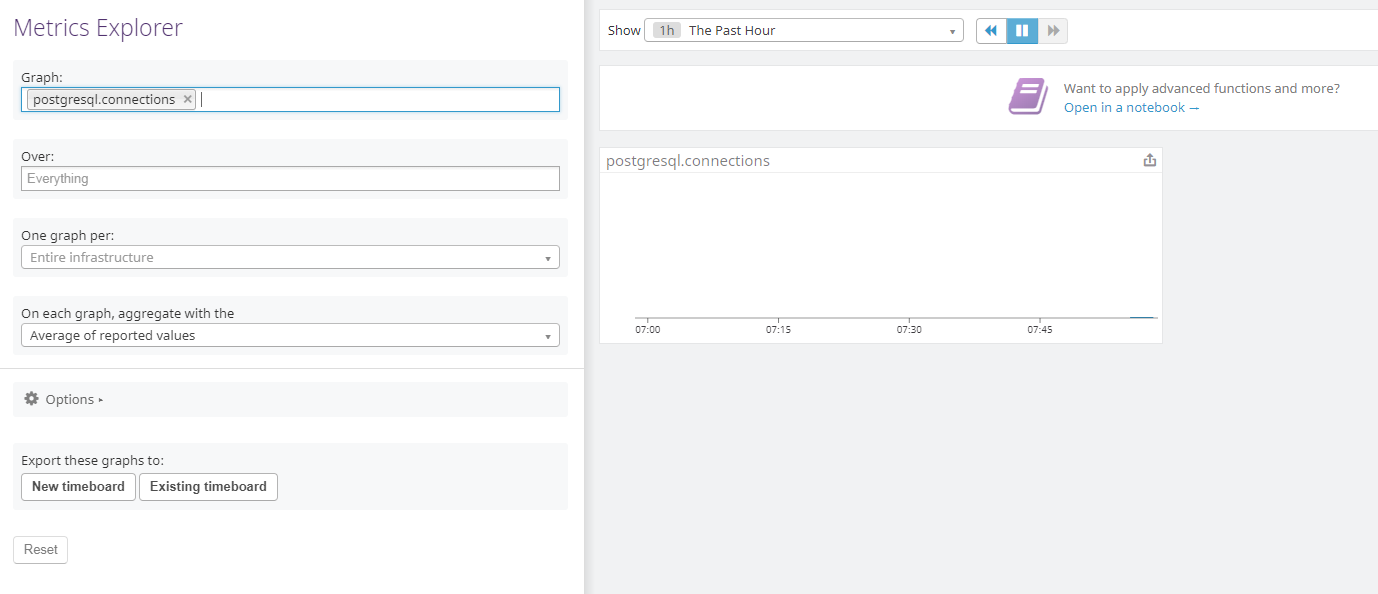 Metrics Explorer
Graph:
postgresql.connections ×
Over:
Everything
One graph per:
Entire infrastructure
On each graph, aggregate with the
Average of reported values
Options ▸
Export these graphs to:
New timeboard Existing timeboard
Reset
Show 1h The Past Hour
Want to apply advanced functions and more?
Open in a notebook →
postgresql.connections
07:00 07:15 07:30 07:45